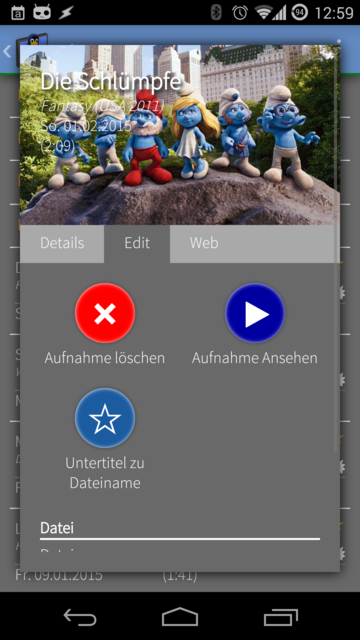 94 12:59
Die Schlümpfe
Fantasy (USA 2011)
So. 01.02.2015
(2:09)
Details Edit Web
Aufnahme löschen Aufnahme Ansehen
Untertitel zu
Dateiname
Datei
Fr. 09.01.2015 (1:41)